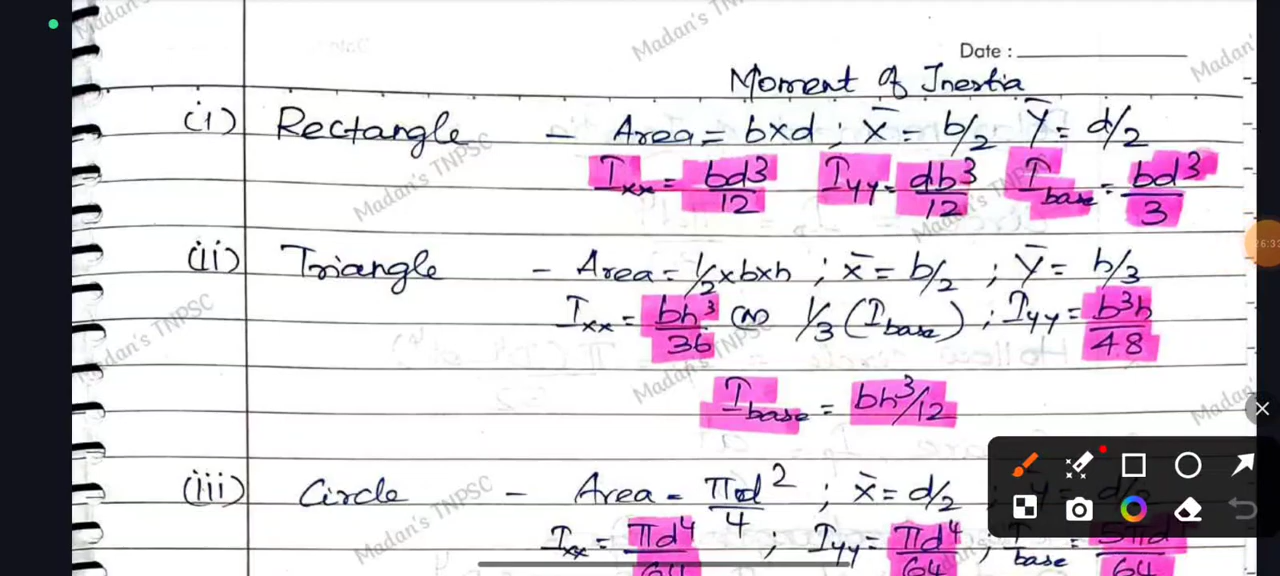 Date :
Moment of Inertia
(i) Rectangle - Area = b×d ; x̄ = b/2 ȳ = d/2
Ixx = bd³/12 Iyy = db³/12 Ibase = bd³/3
(ii) Triangle - Area = 1/2×b×h ; x̄ = b/2 ; ȳ = h/3
Ixx = bh³/36 (or) 1/3 (Ibase) ; Iyy = b³h/48
Ibase = bh³/12
(iii) Circle - Area = πd²/4 ; x̄ = d/2 ;
Ixx = πd⁴/64 ; Iyy = πd⁴/64 ; Ibase = 5πd⁴/64
Madan's TNPSC